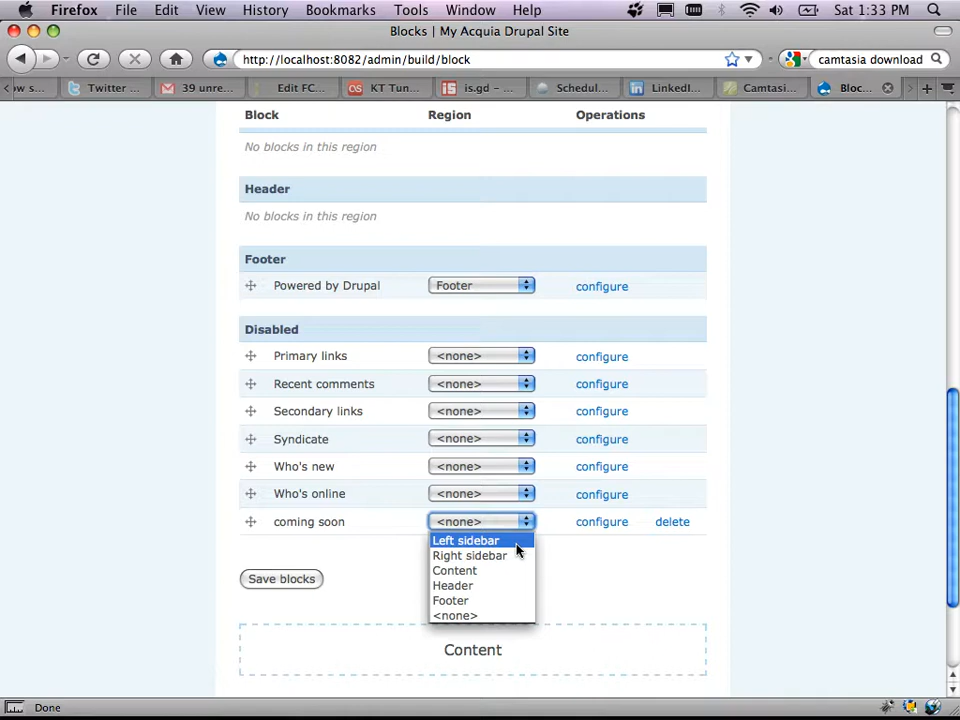 Firefox File Edit View History Bookmarks Tools Window Help Sat 1:33 PM
Blocks | My Acquia Drupal Site
http://localhost:8082/admin/build/block camtasia download
ow s... Twitter ... 39 unre... Edit FC... KT Tun... is.gd - ... Schedul... LinkedI... Camtasi... Bloc...
Block Region Operations
No blocks in this region
Header
No blocks in this region
Footer
Powered by Drupal Footer configure
Disabled
Primary links <none> configure
Recent comments <none> configure
Secondary links <none> configure
Syndicate <none> configure
Who's new <none> configure
Who's online <none> configure
coming soon <none> configure delete
Left sidebar
Right sidebar
Content
Header
Footer
<none>
Save blocks
Content
Done